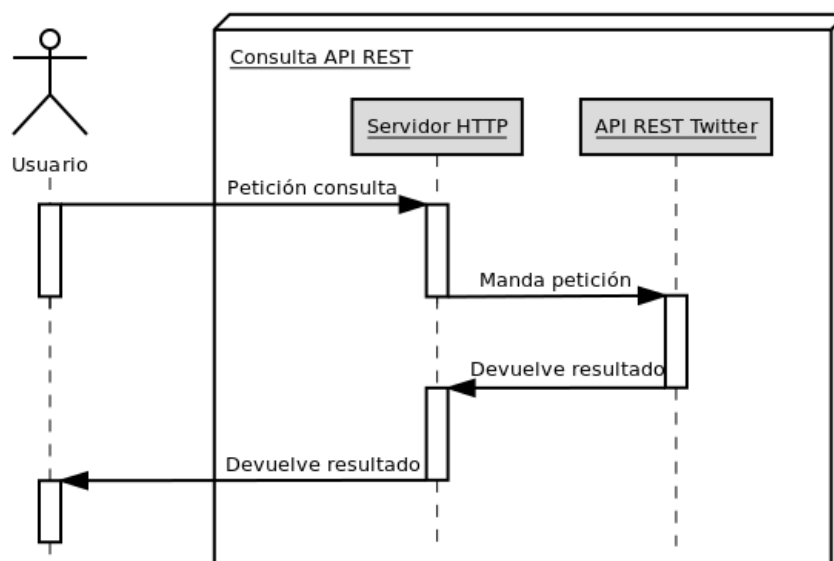 Consulta API REST
Servidor HTTP
API REST Twitter
Usuario
Petición consulta
Manda petición
Devuelve resultado
Devuelve resultado